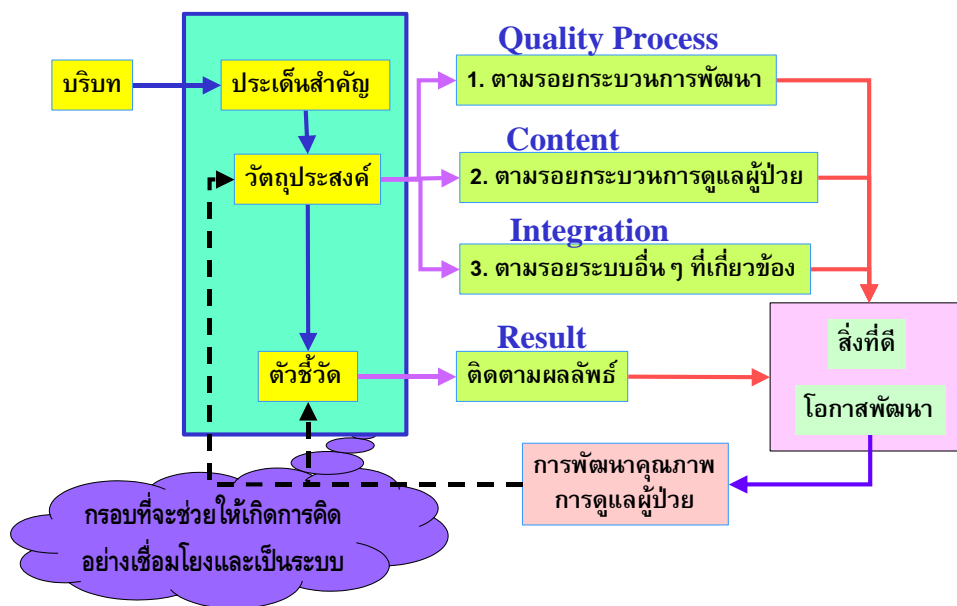 Quality Process
บริบท
ประเด็นสำคัญ
1. ตามรอยกระบวนการพัฒนา
Content
วัตถุประสงค์
2. ตามรอยกระบวนการดูแลผู้ป่วย
Integration
3. ตามรอยระบบอื่น ๆ ที่เกี่ยวข้อง
Result
ตัวชี้วัด
ติดตามผลลัพธ์
สิ่งที่ดี
โอกาสพัฒนา
การพัฒนาคุณภาพ
การดูแลผู้ป่วย
กรอบที่จะช่วยให้เกิดการคิด
อย่างเชื่อมโยงและเป็นระบบ